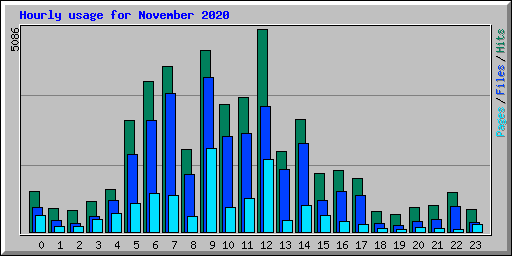 Hourly usage for November 2020
5086
Pages/Files/Hits
0 1 2 3 4 5 6 7 8 9 10 11 12 13 14 15 16 17 18 19 20 21 22 23